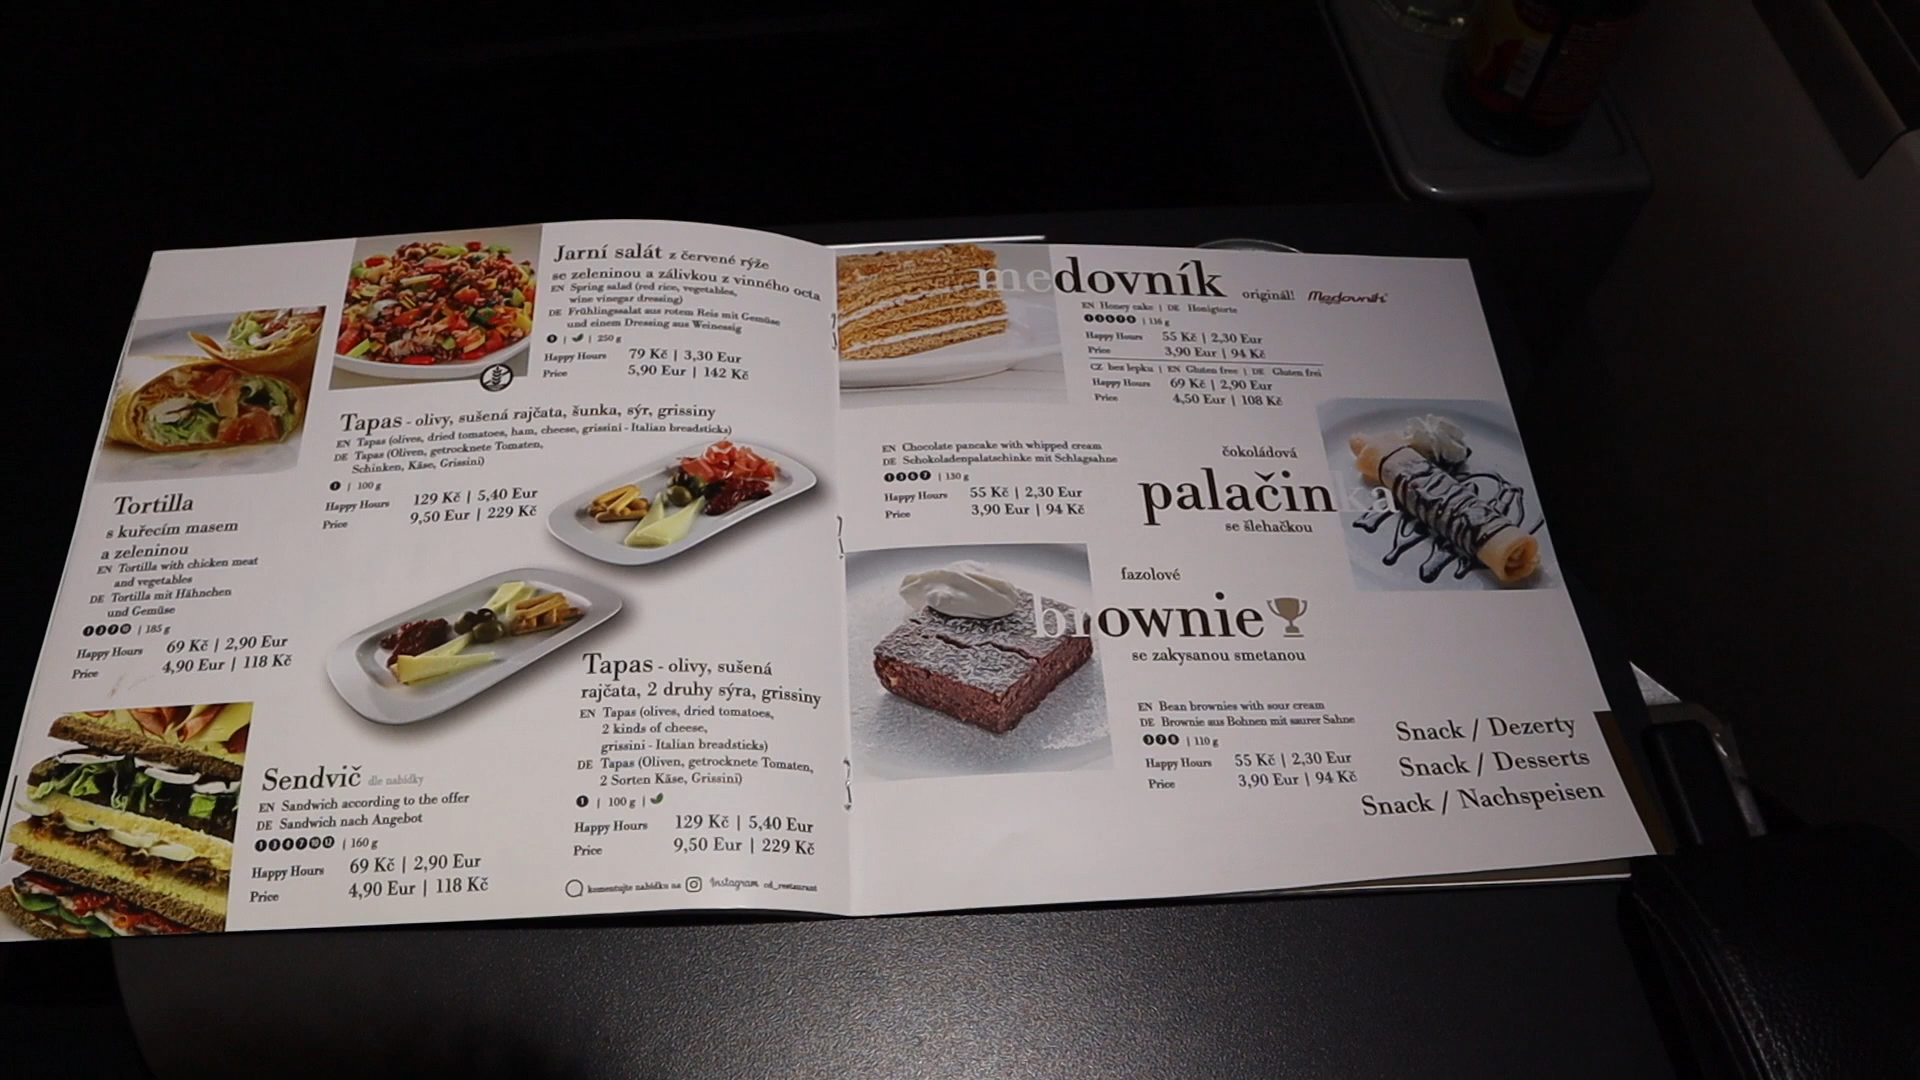 Jarní salát z červené rýže
se zeleninou a zálivkou z vinného octa
EN Spring salad (red rice, vegetables,
wine vinegar dressing)
DE Frühlingssalat aus rotem Reis mit Gemüse
und einem Dressing aus Weinessig
❾ | | 250 g
Happy Hours 79 Kč | 3,30 Eur
Price 5,90 Eur | 142 Kč
Tapas - olivy, sušená rajčata, šunka, sýr, grissiny
EN Tapas (olives, dried tomatoes, ham, cheese, grissini - Italian breadsticks)
DE Tapas (Oliven, getrocknete Tomaten,
Schinken, Käse, Grissini)
❶ | 100 g
Happy Hours 129 Kč | 5,40 Eur
Price 9,50 Eur | 229 Kč
Tortilla
s kuřecím masem
a zeleninou
EN Tortilla with chicken meat
and vegetables
DE Tortilla mit Hähnchen
und Gemüse
❶❸❼❿ | 185 g
Happy Hours 69 Kč | 2,90 Eur
Price 4,90 Eur | 118 Kč
Tapas - olivy, sušená
rajčata, 2 druhy sýra, grissiny
EN Tapas (olives, dried tomatoes,
2 kinds of cheese,
grissini - Italian breadsticks)
DE Tapas (Oliven, getrocknete Tomaten,
2 Sorten Käse, Grissini)
❶ | 100 g |
Happy Hours 129 Kč | 5,40 Eur
Price 9,50 Eur | 229 Kč
Sendvič dle nabídky
EN Sandwich according to the offer
DE Sandwich nach Angebot
| 160 g
Happy Hours 69 Kč | 2,90 Eur
Price 4,90 Eur | 118 Kč
komentujte nabídku na Instagram cd_restaurant
medovník originál! Medovník
EN Honey cake | DE Honigtorte
| 116 g
Happy Hours 55 Kč | 2,30 Eur
Price 3,90 Eur | 94 Kč
CZ bez lepku | EN Gluten free | DE Gluten frei
Happy Hours 69 Kč | 2,90 Eur
Price 4,50 Eur | 108 Kč
čokoládová
palačinka
se šlehačkou
EN Chocolate pancake with whipped cream
DE Schokoladenpalatschinke mit Schlagsahne
❶❸❻❼ | 130 g
Happy Hours 55 Kč | 2,30 Eur
Price 3,90 Eur | 94 Kč
fazolové
brownie
se zakysanou smetanou
EN Bean brownies with sour cream
DE Brownie aus Bohnen mit saurer Sahne
❸❼❽ | 110 g
Happy Hours 55 Kč | 2,30 Eur
Price 3,90 Eur | 94 Kč
Snack / Dezerty
Snack / Desserts
Snack / Nachspeisen